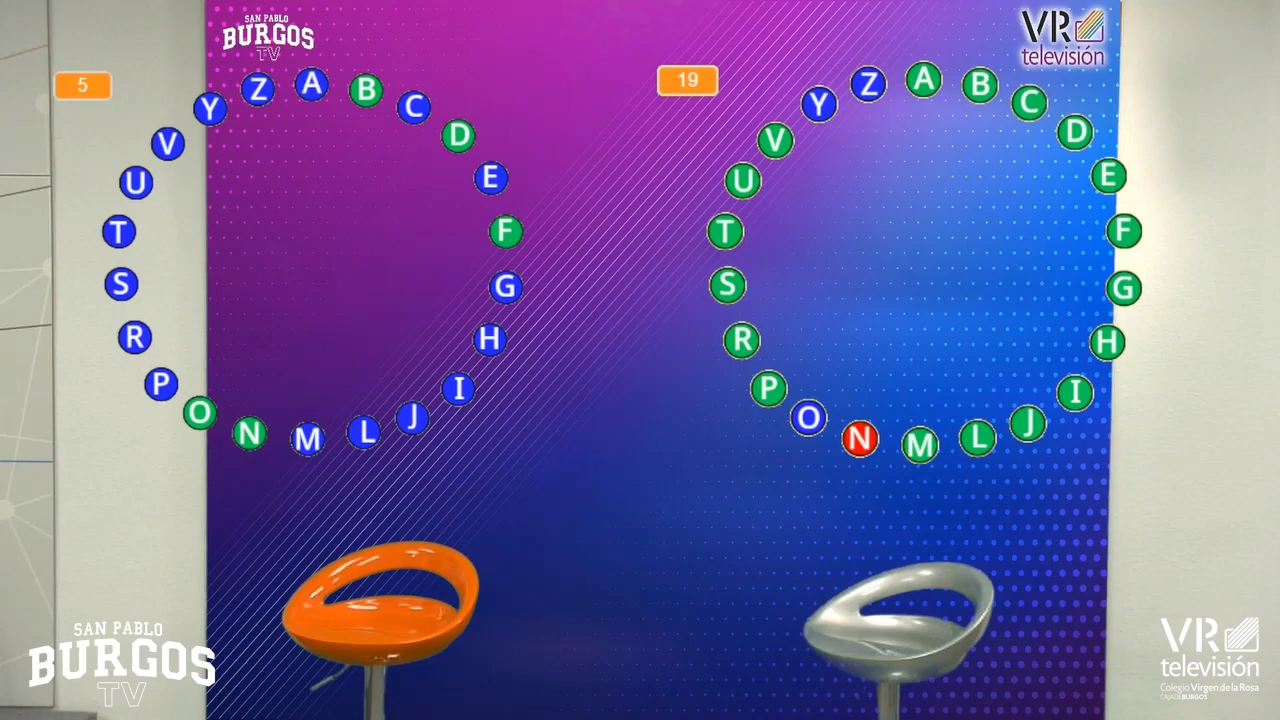 SAN PABLO
BURGOS
TV
VR
televisión
5
19
A
B
C
D
E
F
G
H
I
J
L
M
N
O
P
R
S
T
U
V
Y
Z
A
B
C
D
E
F
G
H
I
J
L
M
N
O
P
R
S
T
U
V
Y
Z
SAN PABLO
BURGOS
TV
VR
televisión
Colegio Virgen de la Rosa
CAJADEBURGOS